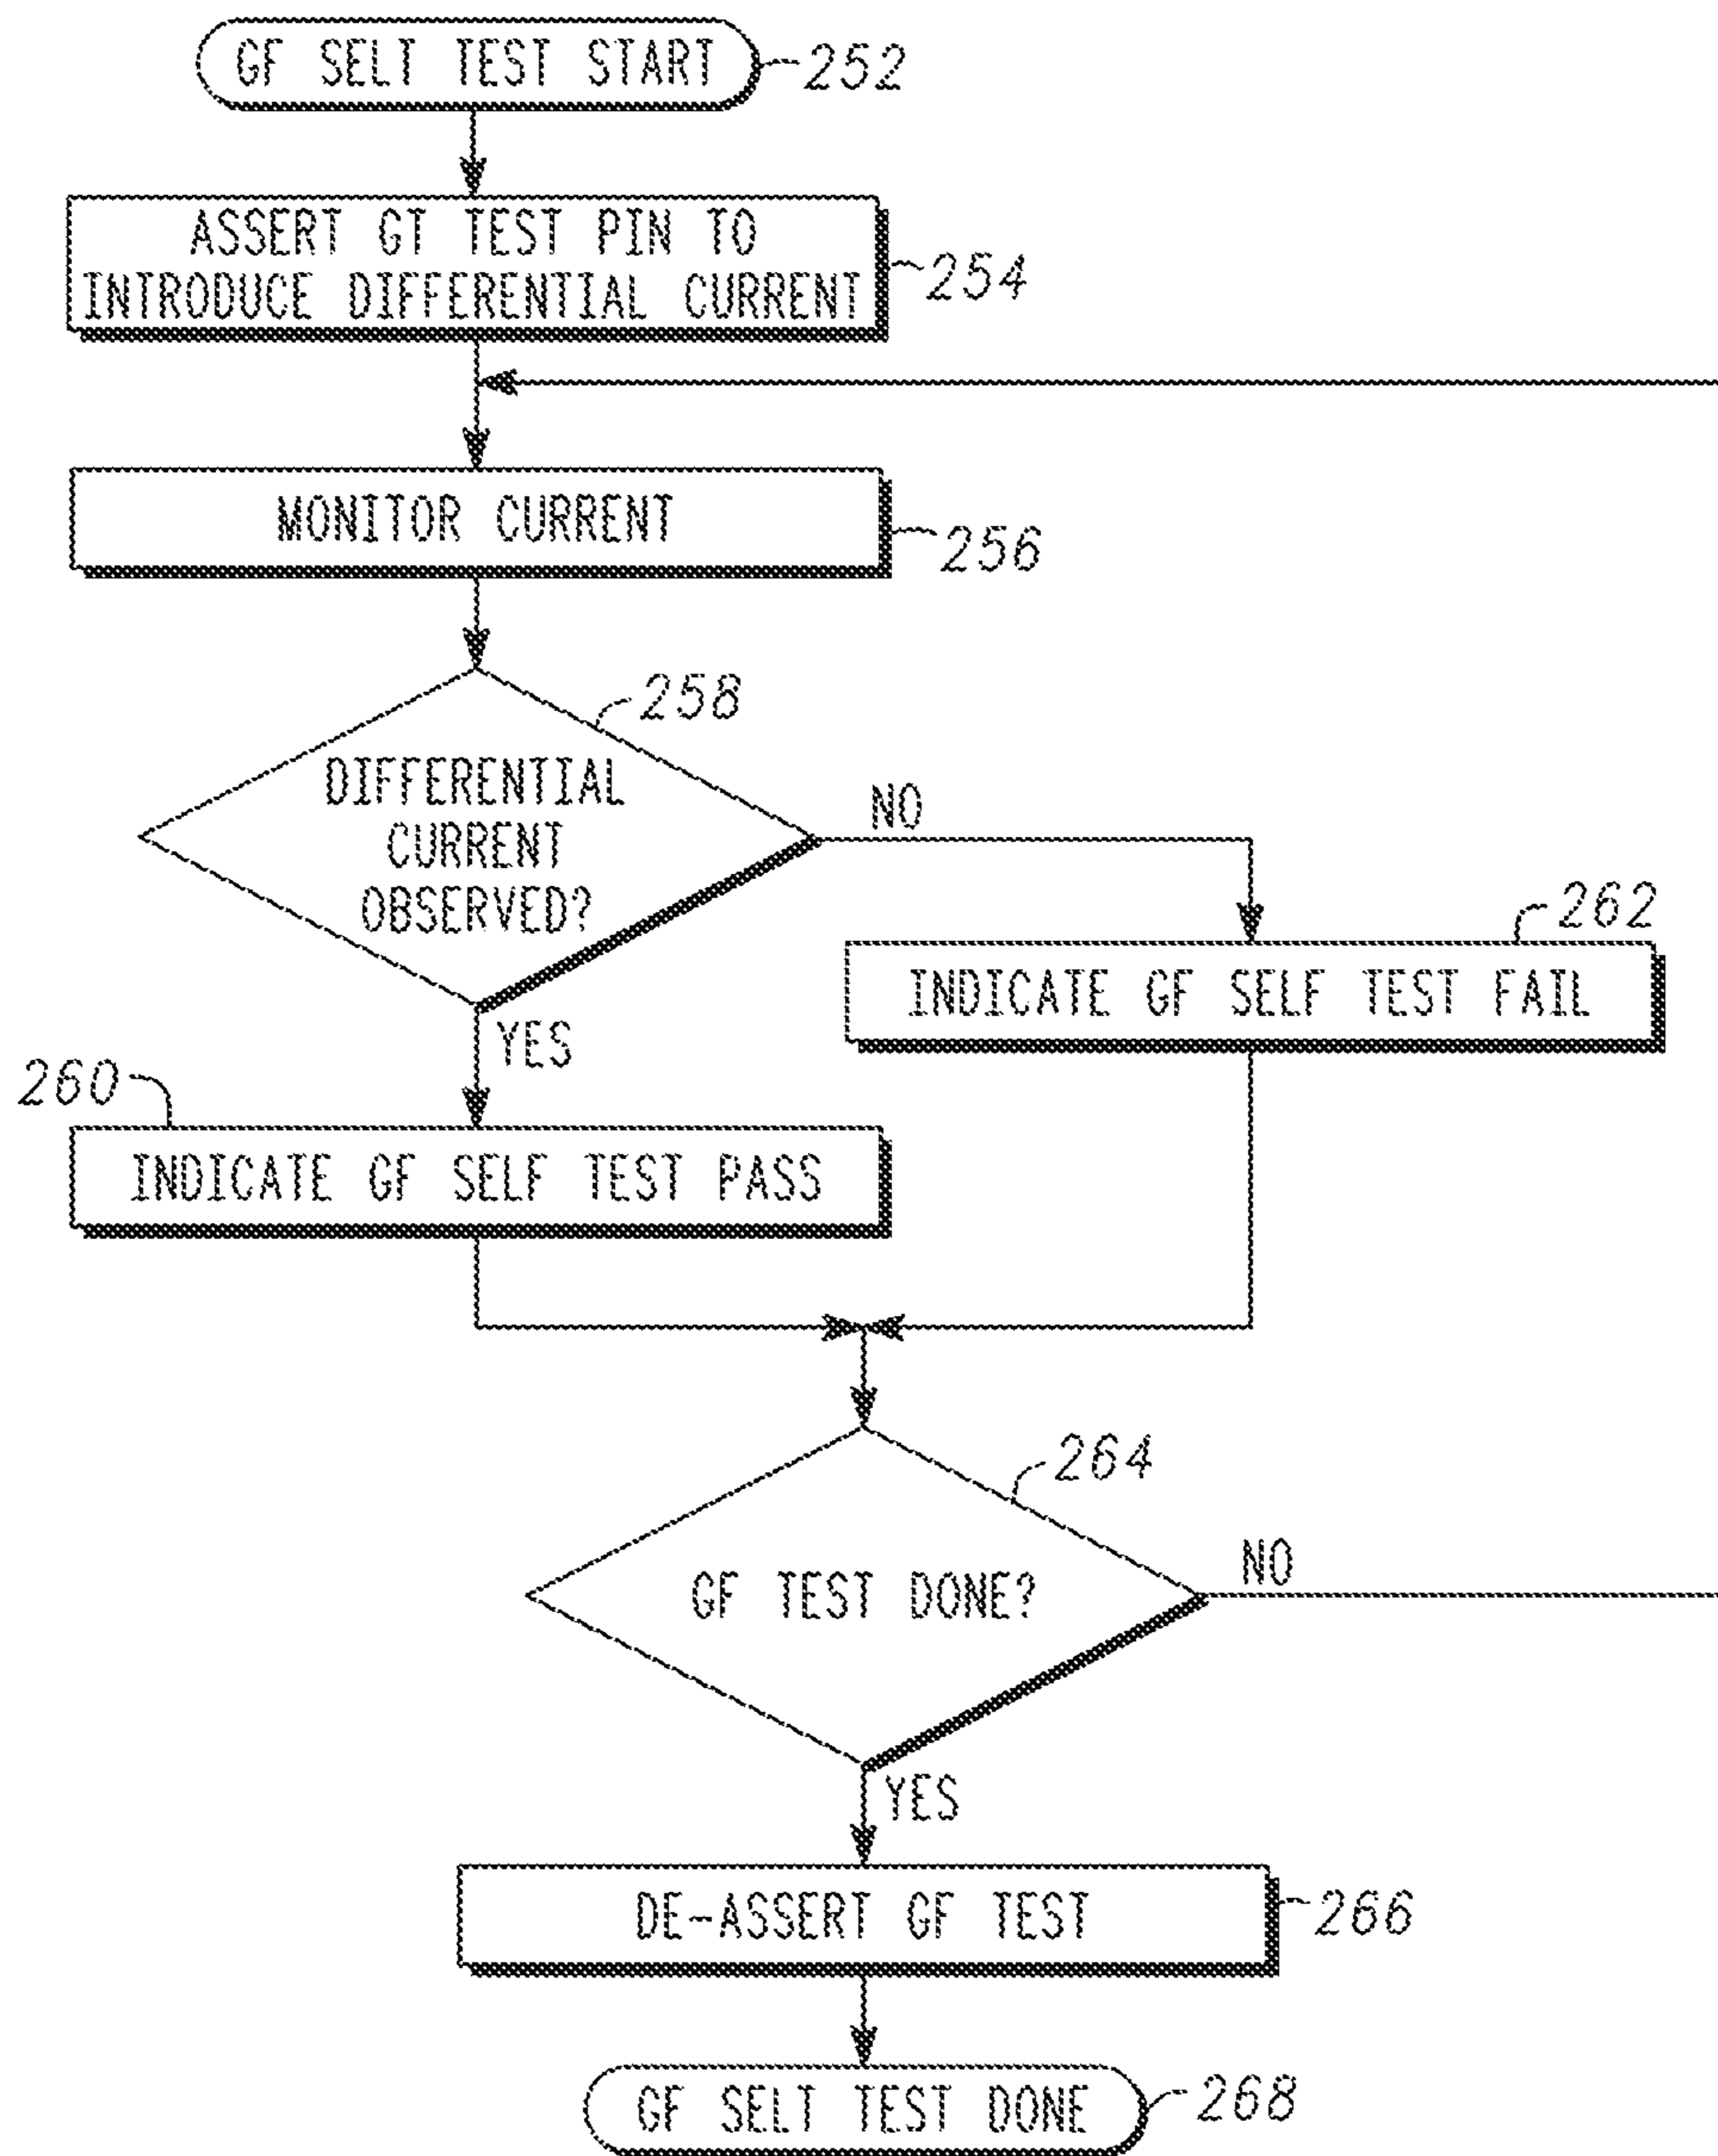 GF SELT TEST START
252
ASSERT GT TEST PIN TO
INTRODUCE DIFFERENTIAL CURRENT
254
MONITOR CURRENT
256
258
DIFFERENTIAL
CURRENT
OBSERVED?
NO
YES
262
INDICATE GF SELF TEST FAIL
260
INDICATE GF SELF TEST PASS
264
GF TEST DONE?
NO
YES
DE-ASSERT GF TEST
266
GF SELT TEST DONE
268